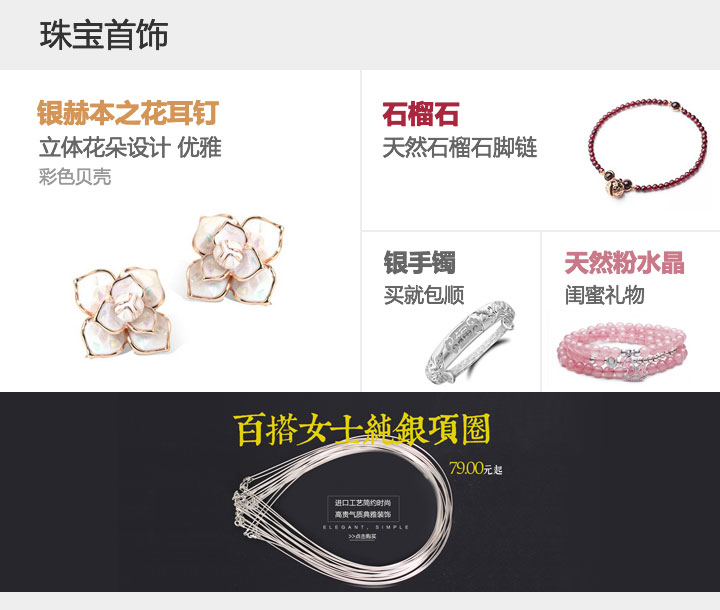 珠宝首饰
银赫本之花耳钉
立体花朵设计 优雅
彩色贝壳
石榴石
天然石榴石脚链
银手镯
买就包顺
天然粉水晶
闺蜜礼物
百搭女士純銀項圈
79.00元起
进口工艺简约时尚
高贵气质典雅装饰
ELEGANT, SIMPLE
>>点击购买